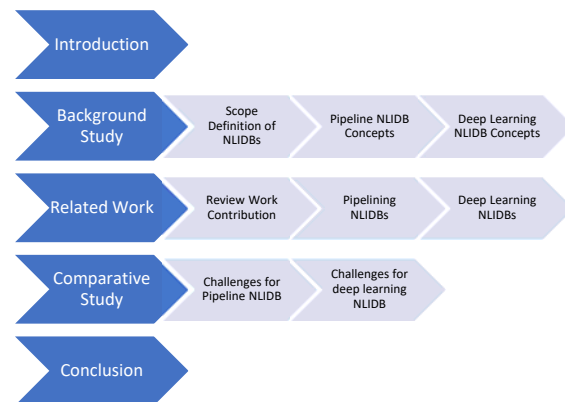 Introduction
Background
Study
Scope
Definition of
NLIDBs
Pipeline NLIDB
Concepts
Deep Learning
NLIDB Concepts
Related Work
Review Work
Contribution
Pipelining
NLIDBs
Deep Learning
NLIDBs
Comparative
Study
Challenges for
Pipeline NLIDB
Challenges for
deep learning
NLIDB
Conclusion